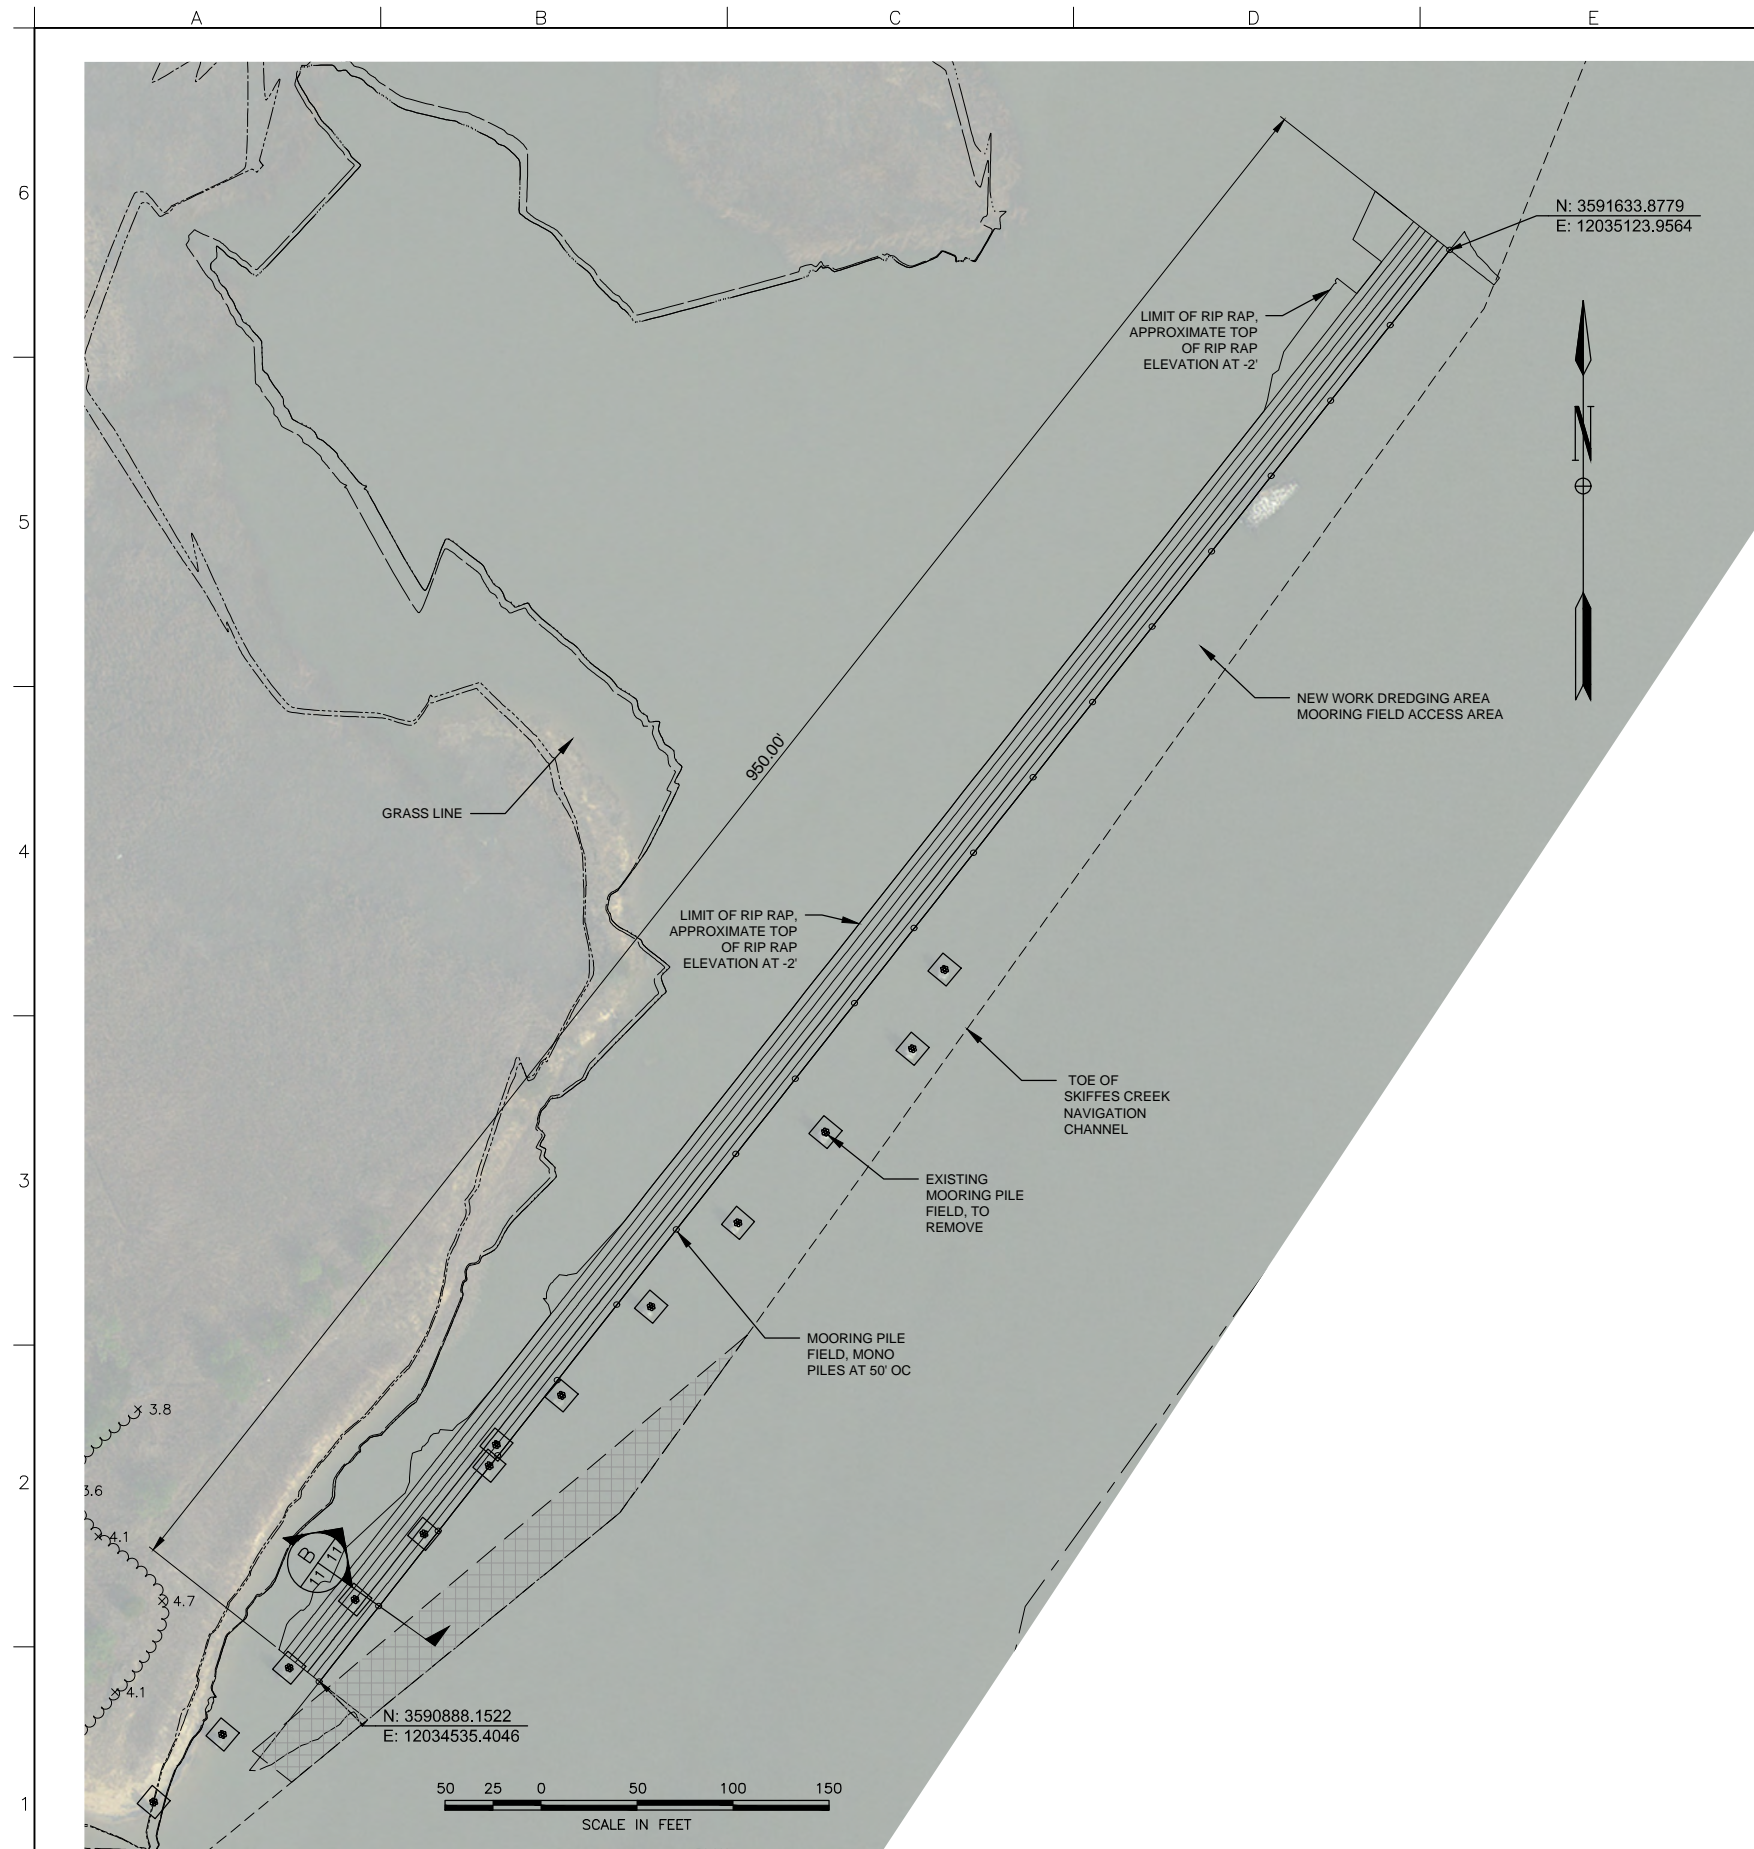 A
B
C
D
E
6
5
4
3
2
1
N: 3591633.8779
E: 12035123.9564
LIMIT OF RIP RAP,
APPROXIMATE TOP
OF RIP RAP
ELEVATION AT -2'
N
NEW WORK DREDGING AREA
MOORING FIELD ACCESS AREA
950.00'
GRASS LINE
LIMIT OF RIP RAP,
APPROXIMATE TOP
OF RIP RAP
ELEVATION AT -2'
TOE OF
SKIFFES CREEK
NAVIGATION
CHANNEL
EXISTING
MOORING PILE
FIELD, TO
REMOVE
MOORING PILE
FIELD, MONO
PILES AT 50' OC
3.8
3.6
4.1
B
11
11
4.7
4.1
N: 3590888.1522
E: 12034535.4046
50 25 0 50 100 150
SCALE IN FEET